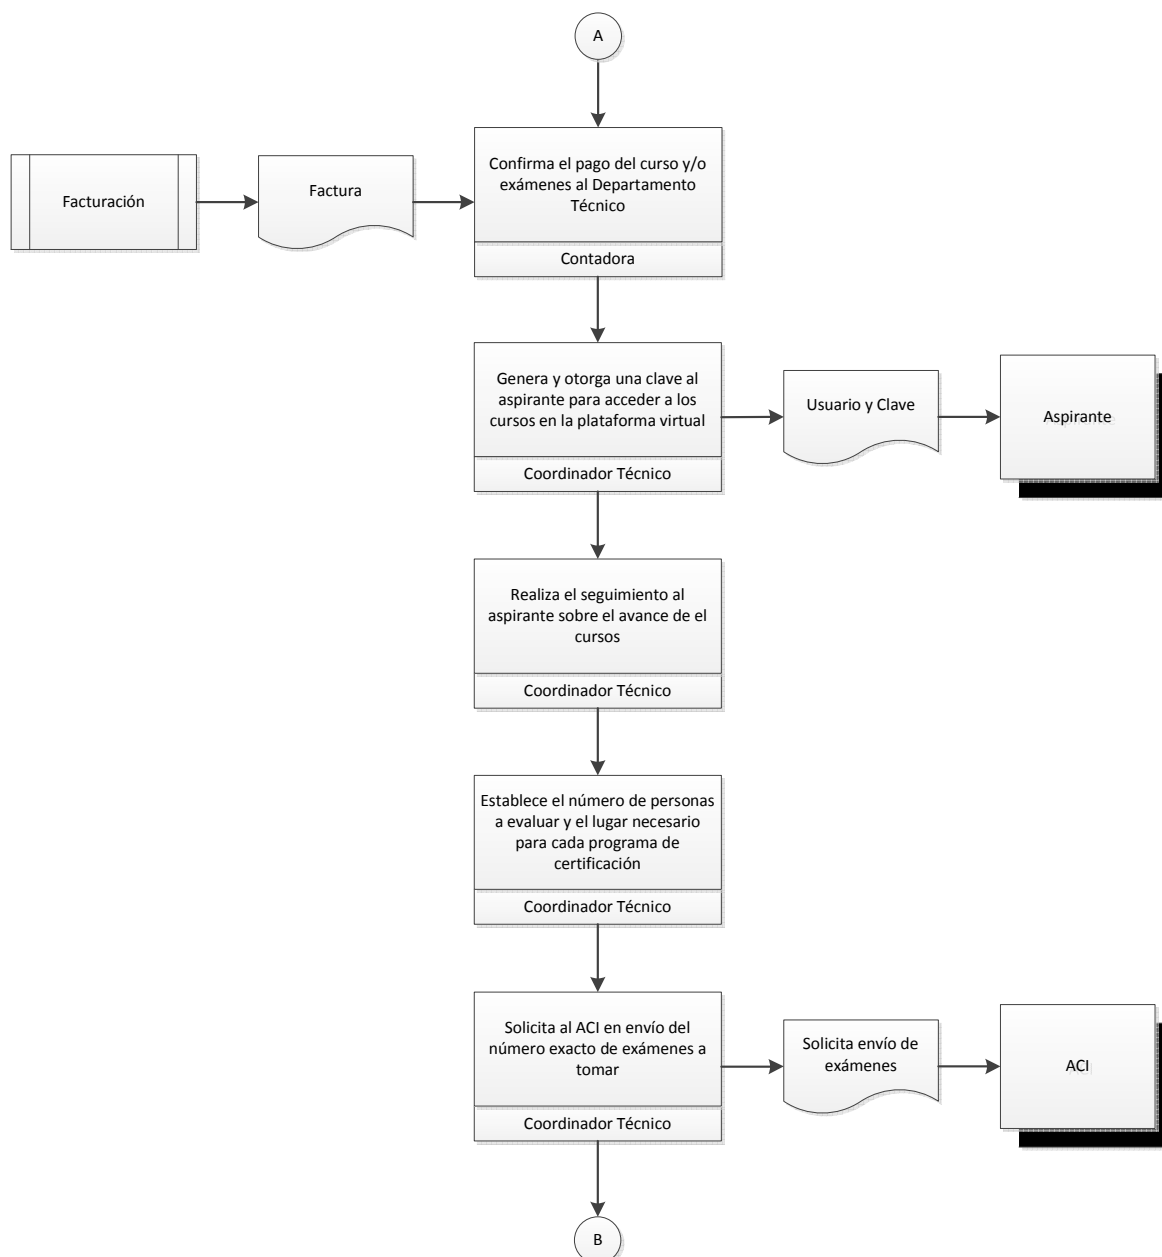 A
Confirma el pago del curso y/o
exámenes al Departamento
Técnico
Contadora
Facturación
Factura
Genera y otorga una clave al
aspirante para acceder a los
cursos en la plataforma virtual
Coordinador Técnico
Usuario y Clave
Aspirante
Realiza el seguimiento al
aspirante sobre el avance de el
cursos
Coordinador Técnico
Establece el número de personas
a evaluar y el lugar necesario
para cada programa de
certificación
Coordinador Técnico
Solicita al ACI en envío del
número exacto de exámenes a
tomar
Coordinador Técnico
Solicita envío de
exámenes
ACI
B